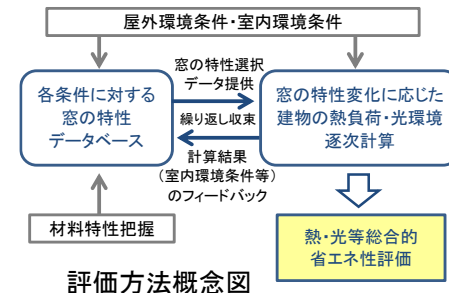 屋外環境条件・室内環境条件
各条件に対する
窓の特性
データベース
窓の特性選択
データ提供
繰り返し収束
計算結果
（室内環境条件等）
のフィードバック
窓の特性変化に応じた
建物の熱負荷・光環境
逐次計算
材料特性把握
熱・光等総合的
省エネ性評価
評価方法概念図